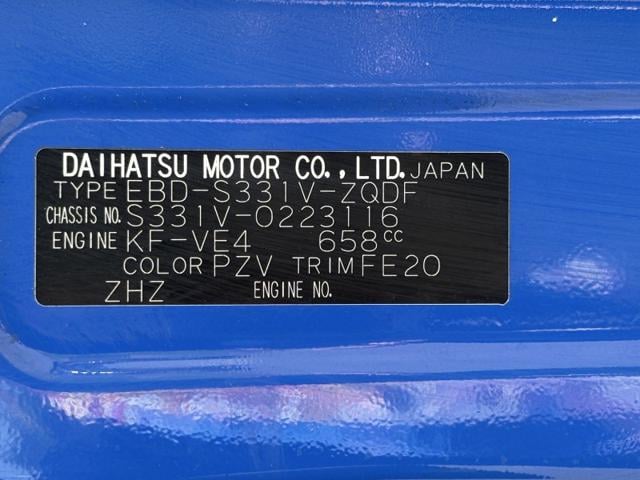 DAIHATSU MOTOR CO.,LTD. JAPAN
TYPE EBD-S331V-ZQDF
CHASSIS NO. S331V-0223116
ENGINE KF-VE4 658cc
COLOR PZV TRIM FE20
ZHZ ENGINE NO.